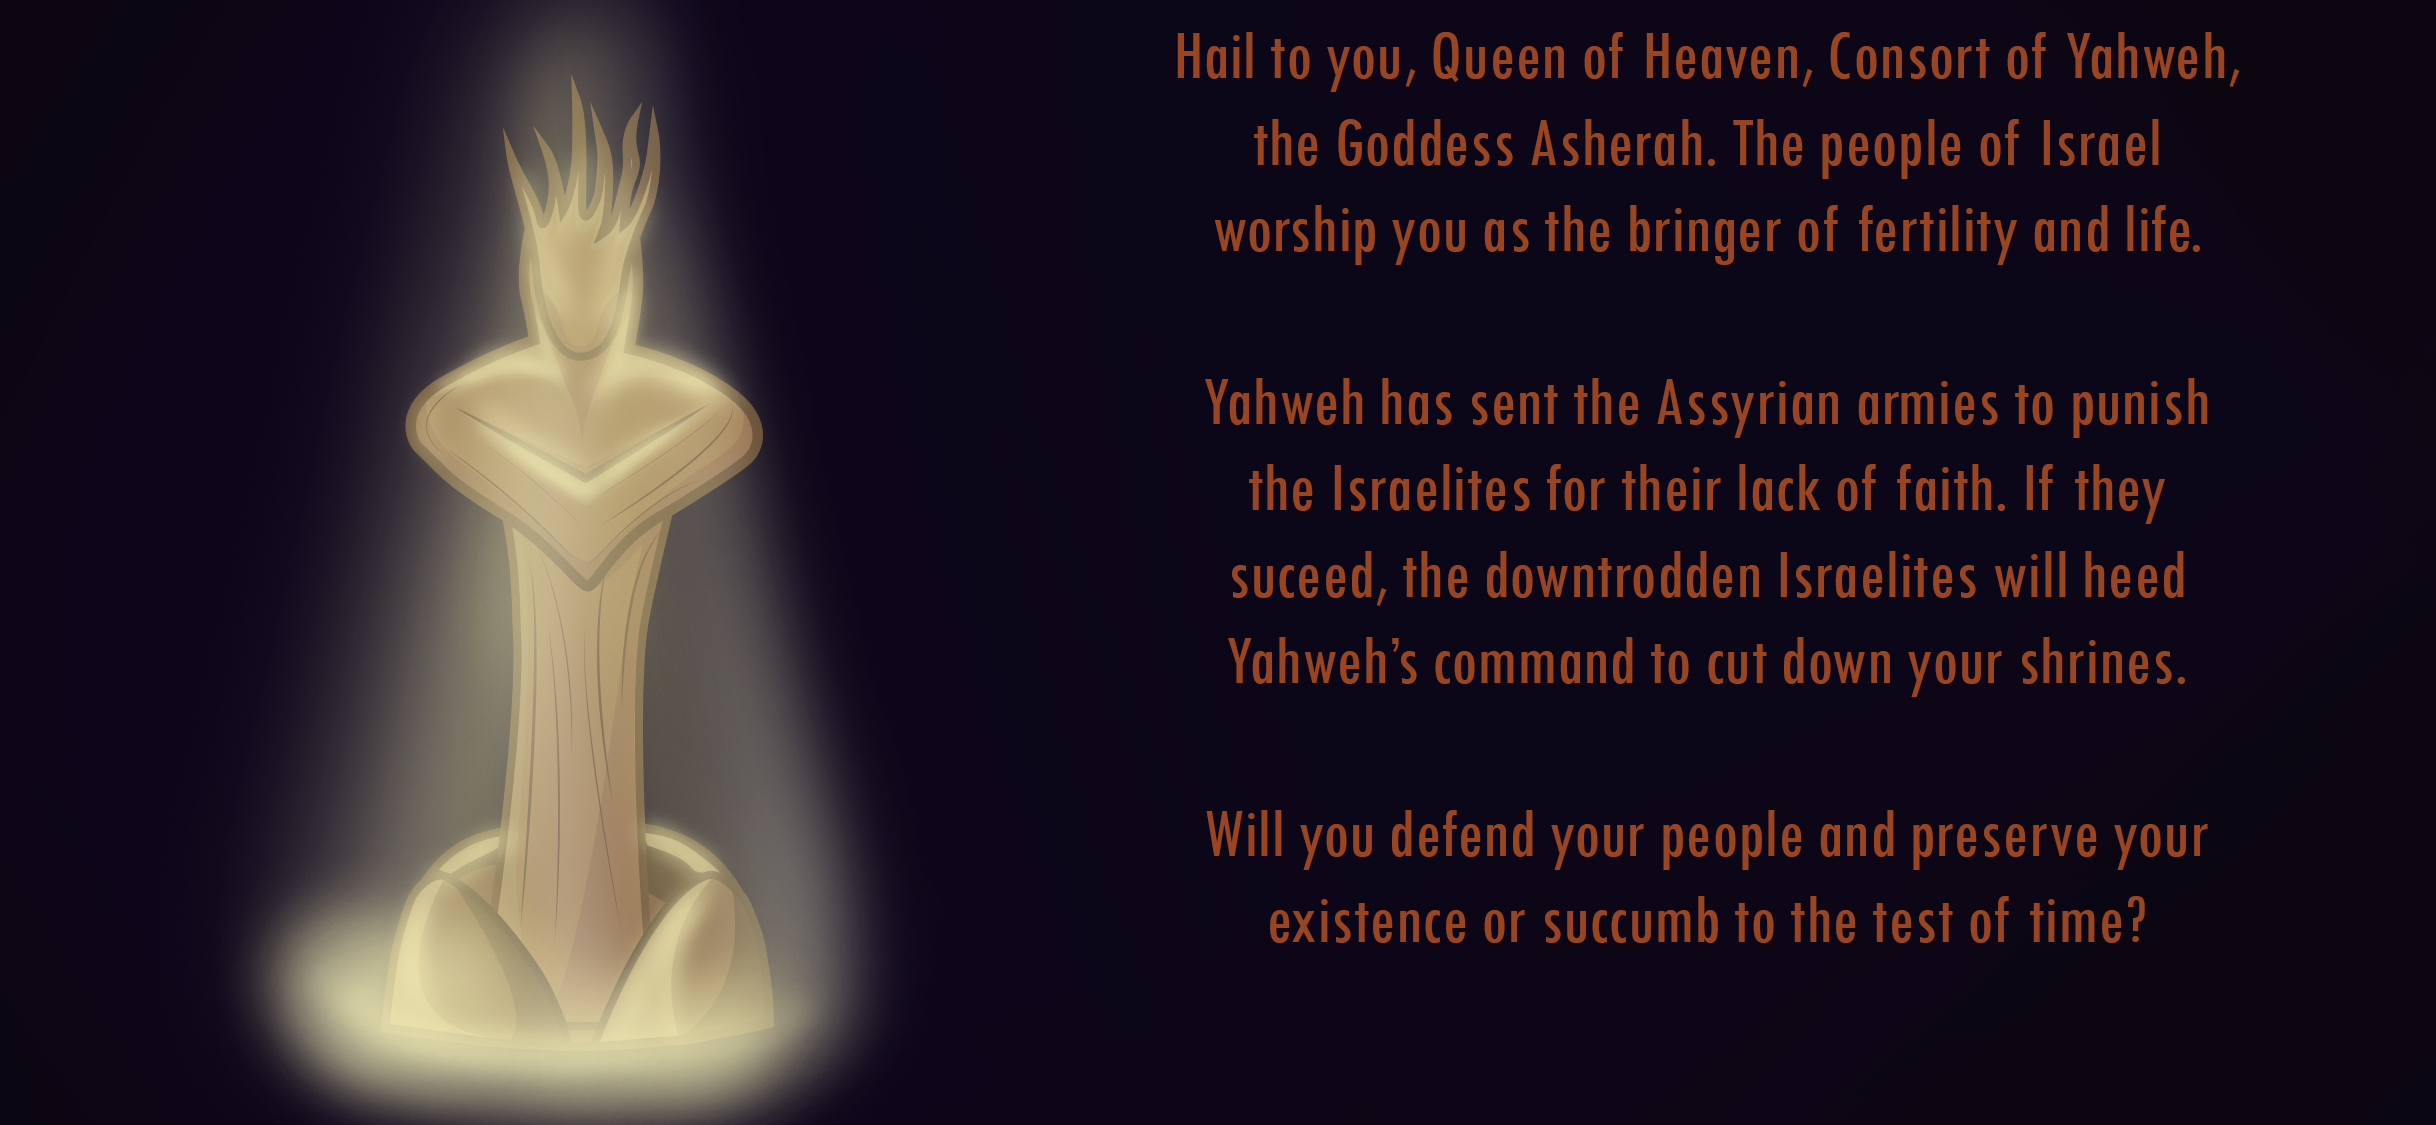 Hail to you, Queen of Heaven, Consort of Yahweh,
the Goddess Asherah. The people of Israel
worship you as the bringer of fertility and life.
Yahweh has sent the Assyrian armies to punish
the Israelites for their lack of faith. If they
suceed, the downtrodden Israelites will heed
Yahweh’s command to cut down your shrines.
Will you defend your people and preserve your
existence or succumb to the test of time?